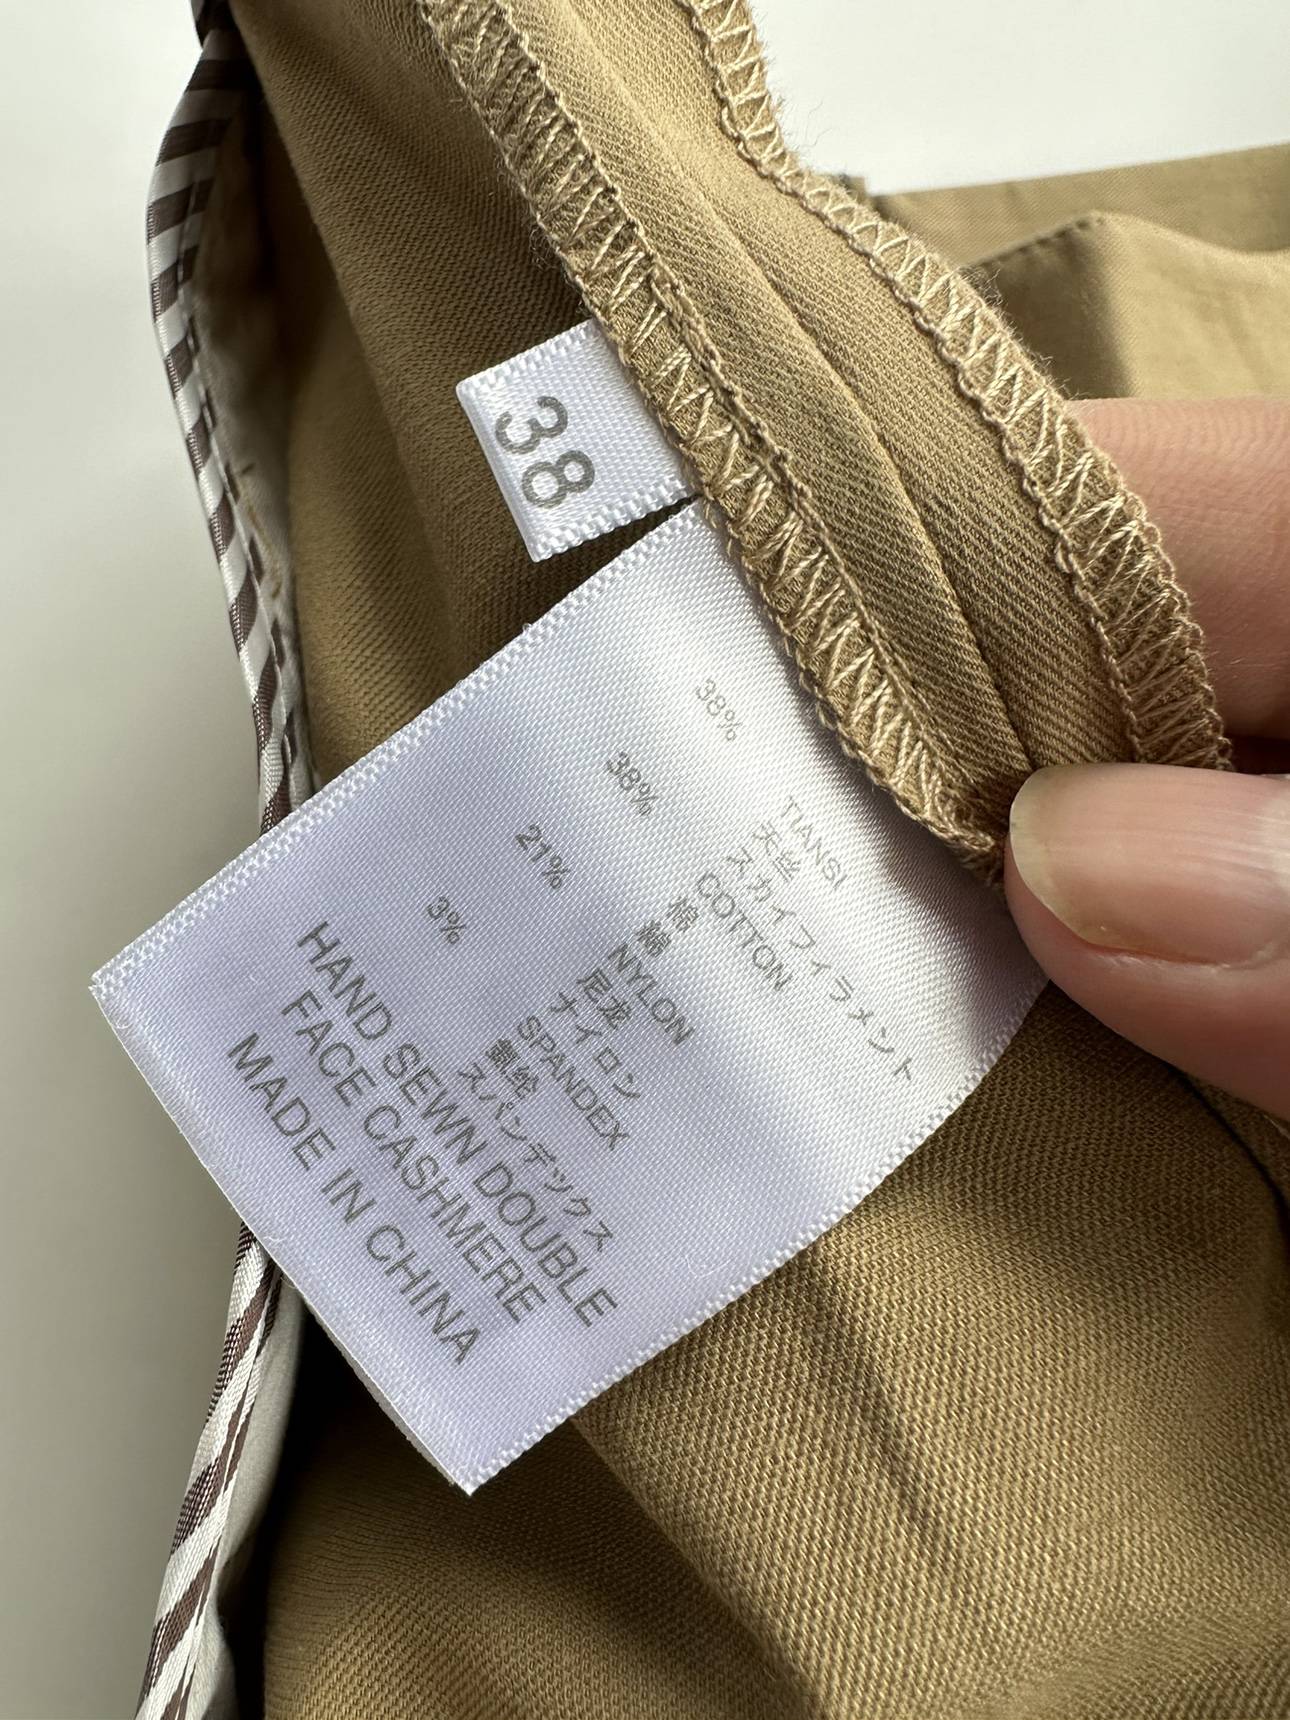 38
38% TIANSI
天丝
スカイフィラメント
38% COTTON
棉
綿
21% NYLON
尼龙
ナイロン
3% SPANDEX
氨纶
スパンデックス
HAND SEWN DOUBLE
FACE CASHMERE
MADE IN CHINA